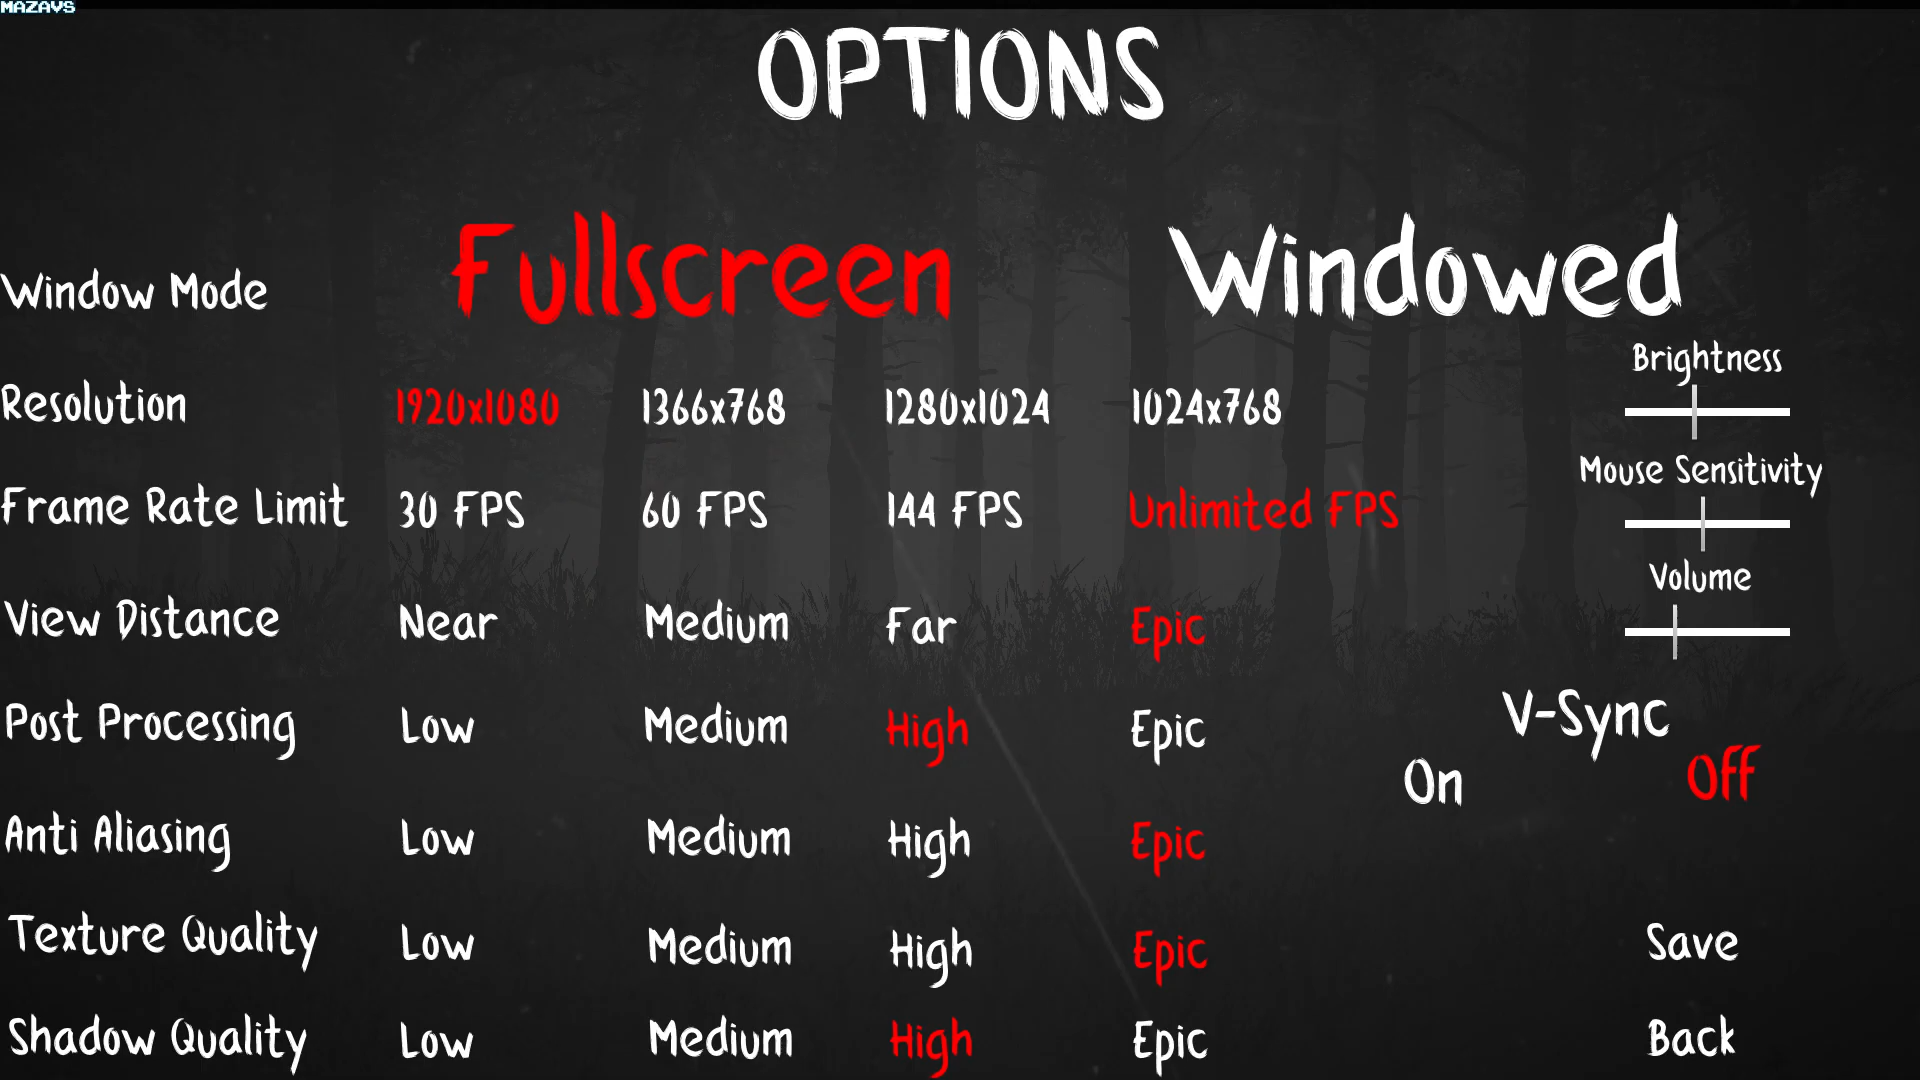 MAZAVS
OPTIONS
Window Mode Fullscreen Windowed
Brightness
Resolution 1920x1080 1366x768 1280x1024 1024x768
Mouse Sensitivity
Frame Rate Limit 30 FPS 60 FPS 144 FPS Unlimited FPS
Volume
View Distance Near Medium Far Epic
V-Sync
Post Processing Low Medium High Epic
On Off
Anti Aliasing Low Medium High Epic
Texture Quality Low Medium High Epic
Save
Shadow Quality Low Medium High Epic
Back